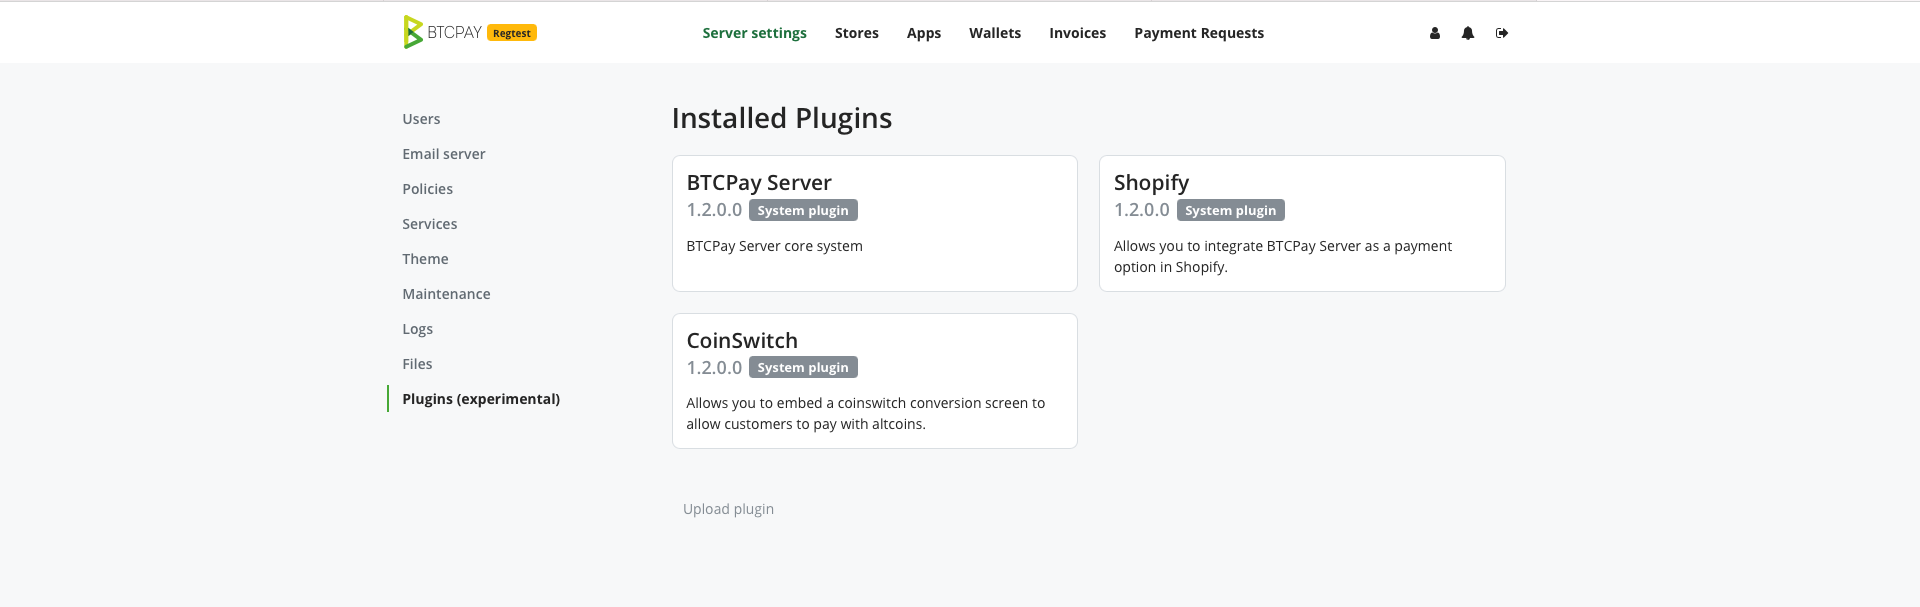 BTCPAY Regtest
Server settings Stores Apps Wallets Invoices Payment Requests
Users
Email server
Policies
Services
Theme
Maintenance
Logs
Files
Plugins (experimental)
Installed Plugins
BTCPay Server
1.2.0.0 System plugin
BTCPay Server core system
Shopify
1.2.0.0 System plugin
Allows you to integrate BTCPay Server as a payment
option in Shopify.
CoinSwitch
1.2.0.0 System plugin
Allows you to embed a coinswitch conversion screen to
allow customers to pay with altcoins.
Upload plugin